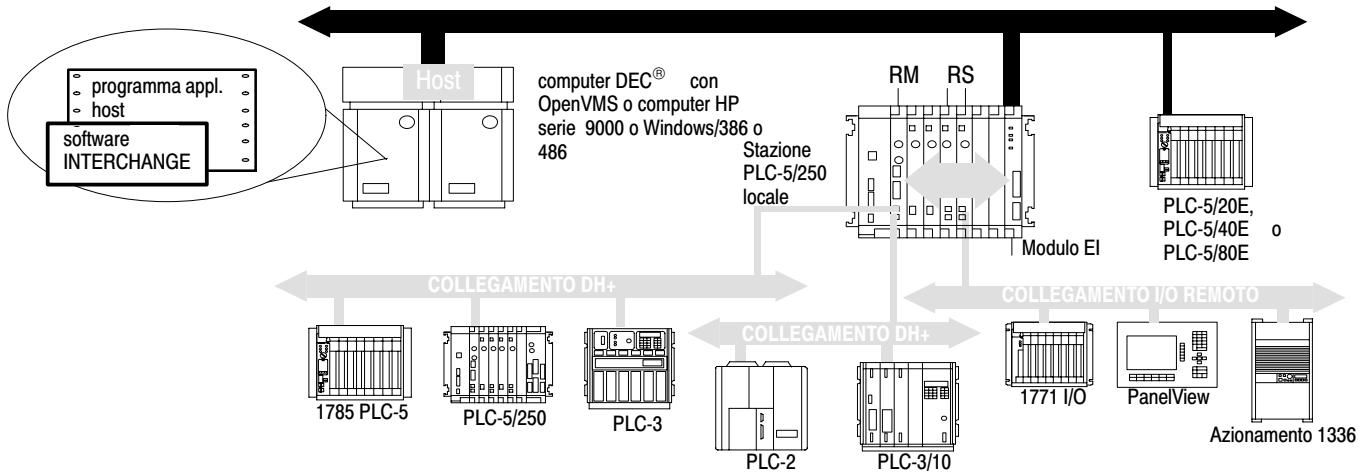 programma appl.
host
software
INTERCHANGE
Host
computer DEC® con
OpenVMS o computer HP
serie 9000 o Windows/386 o
486
Stazione
PLC-5/250
locale
RM RS
Modulo EI
PLC-5/20E,
PLC-5/40E o
PLC-5/80E
COLLEGAMENTO DH+
COLLEGAMENTO I/O REMOTO
COLLEGAMENTO DH+
1785 PLC-5
PLC-5/250
PLC-3
PLC-2
PLC-3/10
1771 I/O
PanelView
Azionamento 1336